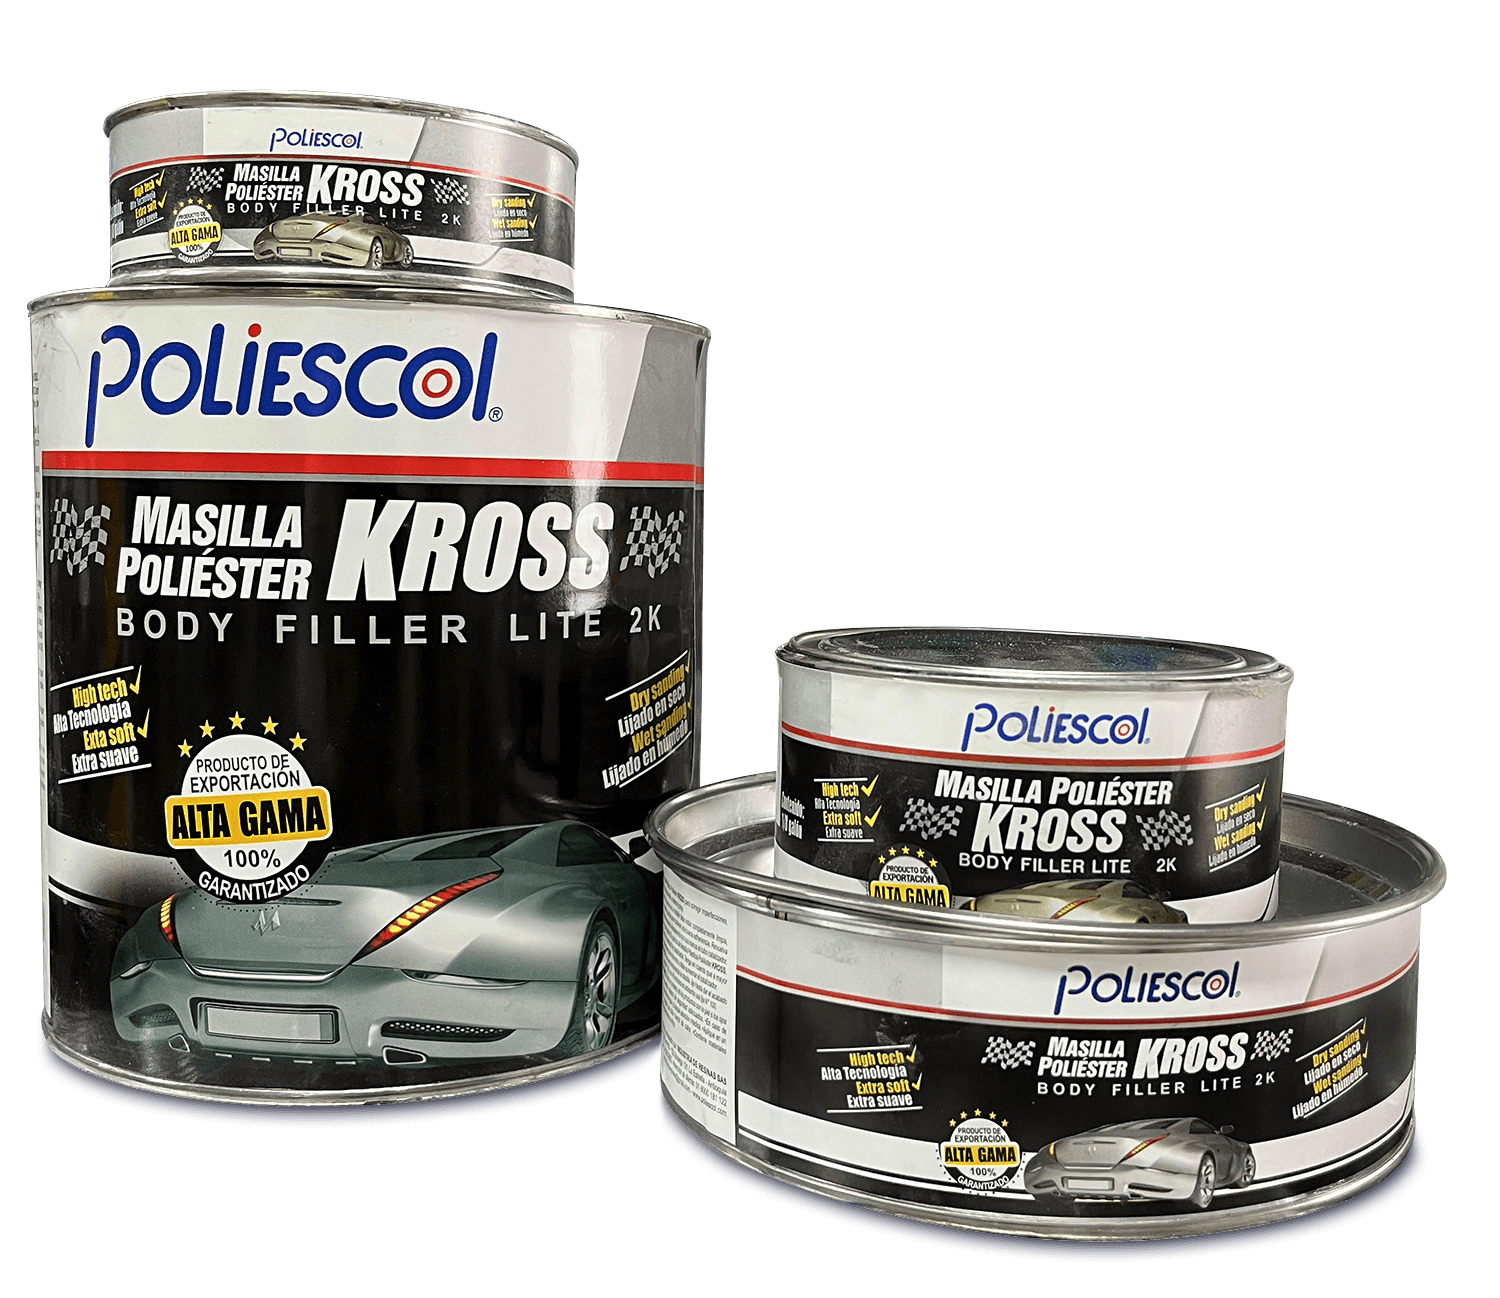 POLIESCOL
MASILLA
POLIÉSTER KROSS
BODY FILLER LITE 2K
High tech
Alta Tecnología
Extra soft
Extra suave
Dry sanding
Lijado en seco
Wet sanding
Lijado en húmedo
PRODUCTO DE
EXPORTACIÓN
ALTA GAMA
100%
GARANTIZADO
POLIESCOL®
MASILLA
POLIÉSTER KROSS
BODY FILLER LITE 2K
High tech
Alta Tecnología
Exta soft
Extra suave
Dry sanding
Lijado en seco
Wet sanding
Lijado en húmedo
PRODUCTO DE
EXPORTACIÓN
ALTA GAMA
100%
GARANTIZADO
POLIESCOL
MASILLA POLIÉSTER
KROSS
BODY FILLER LITE 2K
Contenido:
galón
High tech
Alta Tecnología
Extra soft
Extra suave
Dry sanding
Lijado en seco
Wet sanding
Lijado en húmedo
PRODUCTO DE
EXPORTACIÓN
ALTA GAMA
POLIESCOL
MASILLA
POLIÉSTER KROSS
BODY FILLER LITE 2K
High tech
Alta Tecnología
Extra soft
Extra suave
Dry sanding
Lijado en seco
Wet sanding
Lijado en húmedo
PRODUCTO DE
EXPORTACIÓN
ALTA GAMA
100%
GARANTIZADO